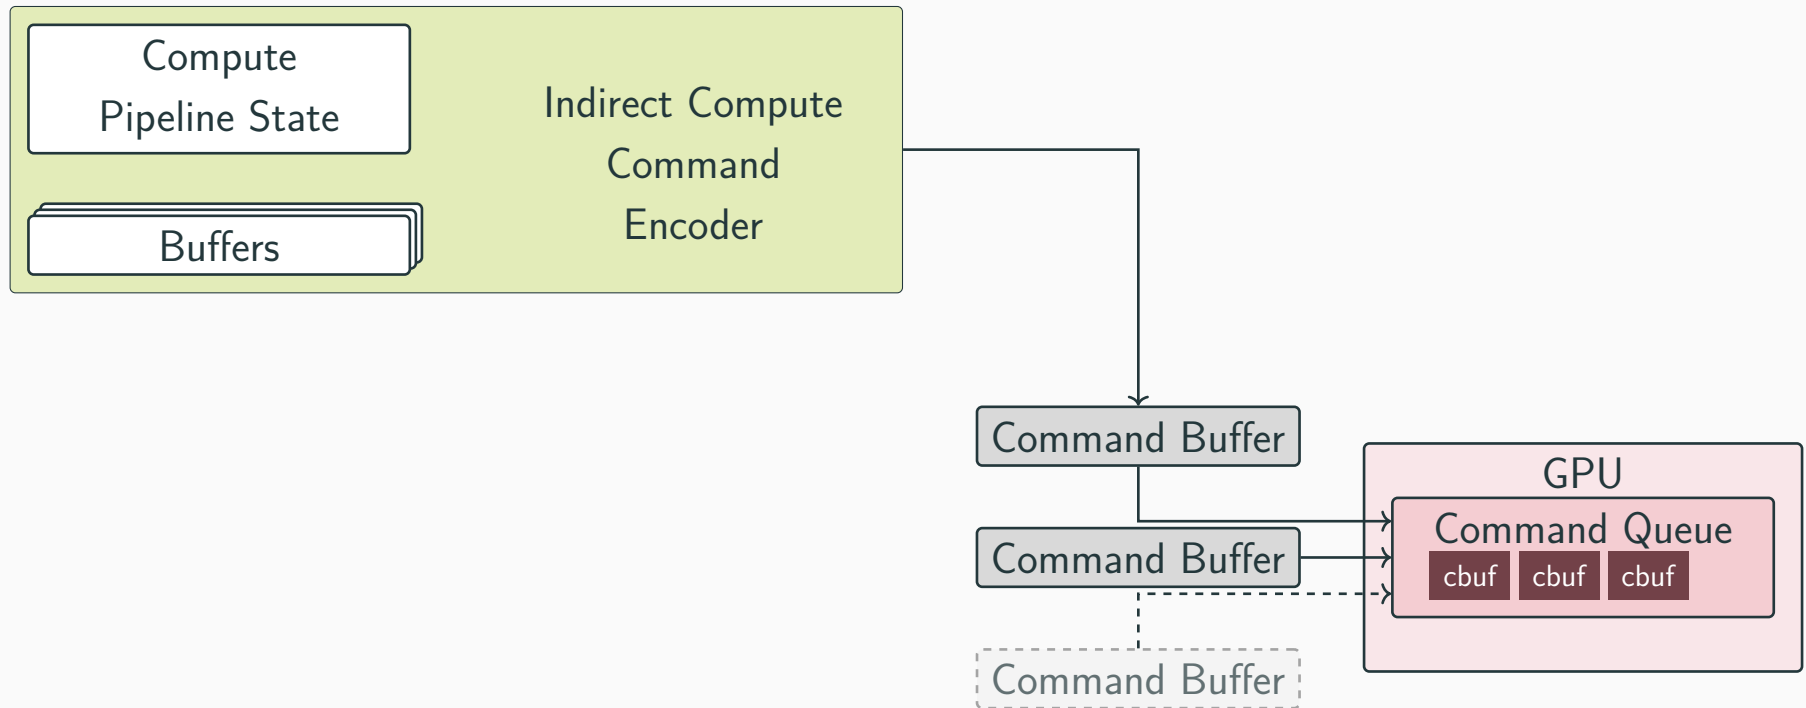 Compute
Pipeline State
Buffers
Indirect Compute
Command
Encoder
Command Buffer
Command Buffer
Command Buffer
GPU
Command Queue
cbuf cbuf cbuf